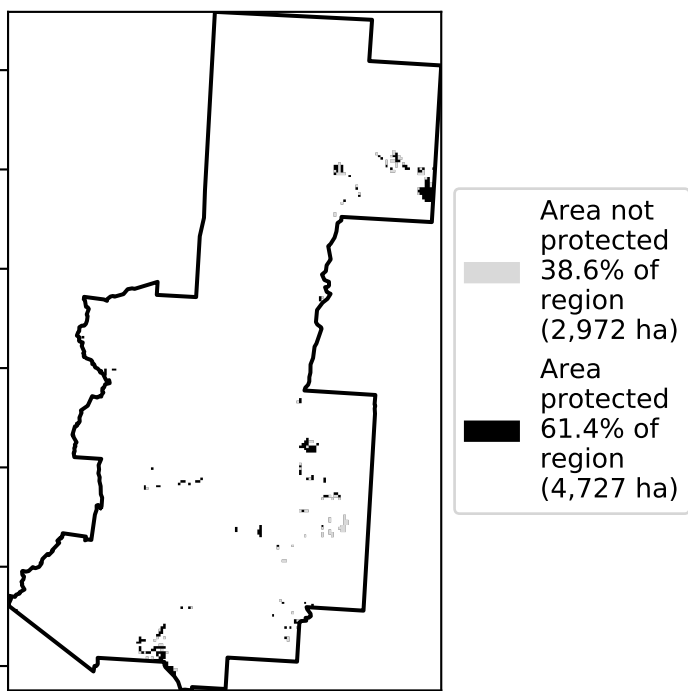 Area not
protected
38.6% of
region
(2,972 ha)
Area
protected
61.4% of
region
(4,727 ha)